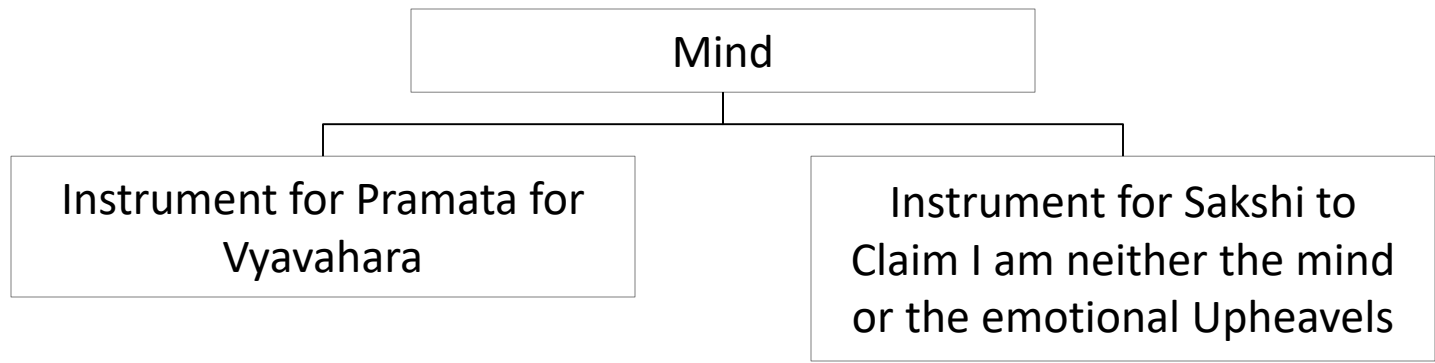 Mind
Instrument for Pramata for
Vyavahara
Instrument for Sakshi to
Claim I am neither the mind
or the emotional Upheavels